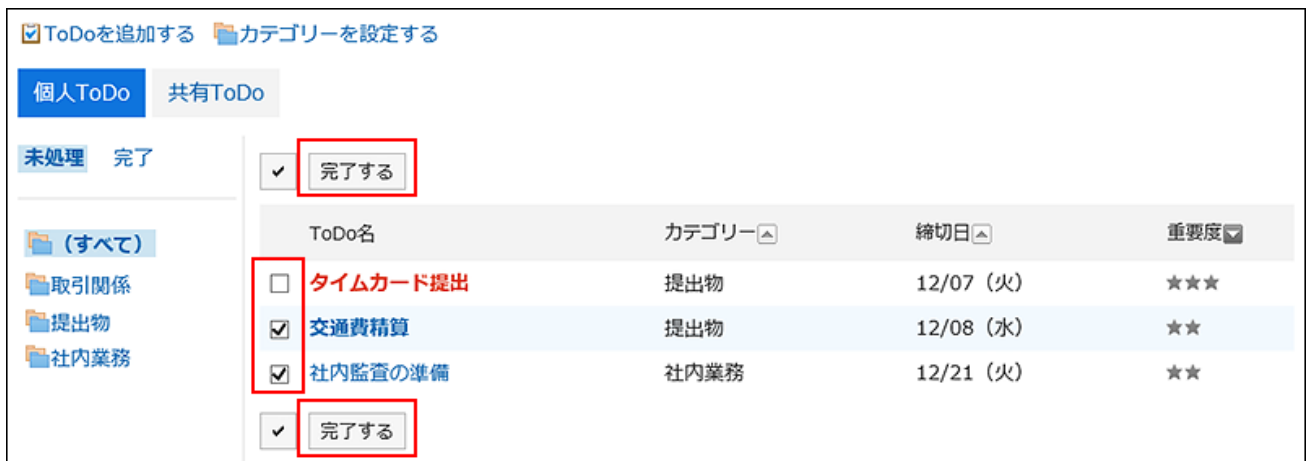 ToDoを追加する カテゴリーを設定する
個人ToDo 共有ToDo
未処理 完了
完了する
(すべて)
取引関係
提出物
社内業務
ToDo名 カテゴリー 締切日 重要度
タイムカード提出 提出物 12/07（火） ★★★
交通費精算 提出物 12/08（水） ★★
社内監査の準備 社内業務 12/21（火） ★★
完了する